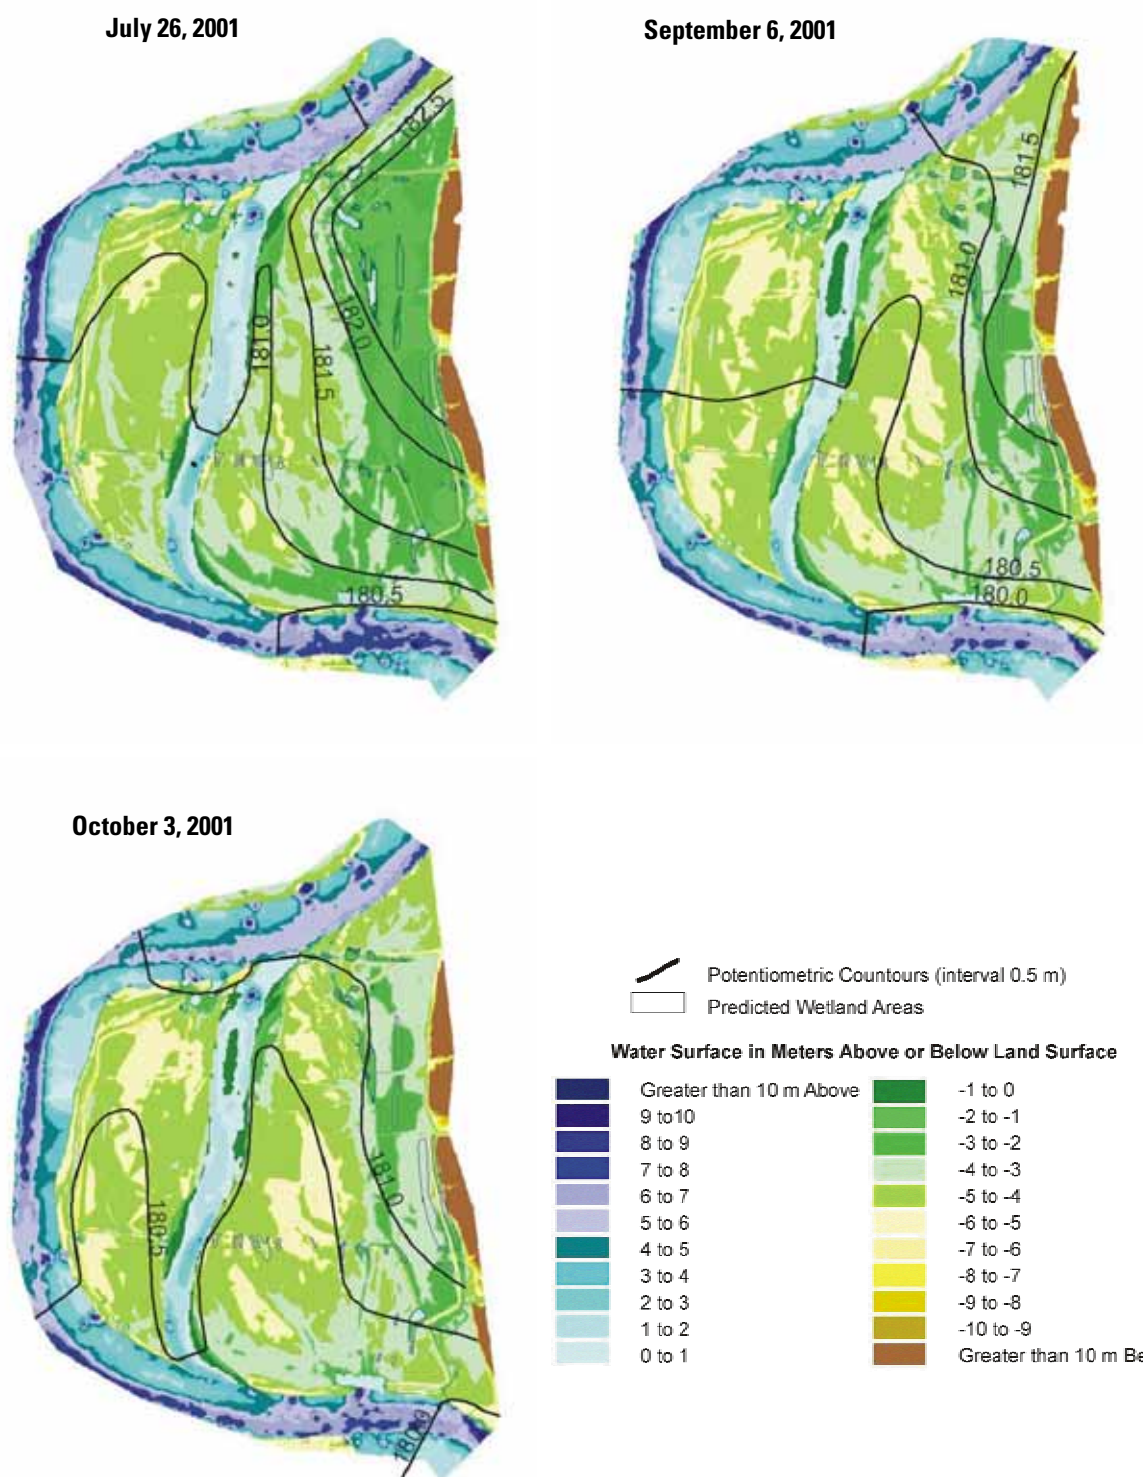 July 26, 2001
September 6, 2001
182.5
181.5
181.0
182.0
181.0
181.5
180.5
180.5
180.0
October 3, 2001
181.0
180.5
Potentiometric Countours (interval 0.5 m)
Predicted Wetland Areas
Water Surface in Meters Above or Below Land Surface
Greater than 10 m Above
-1 to 0
9 to10
-2 to -1
8 to 9
-3 to -2
7 to 8
-4 to -3
6 to 7
-5 to -4
5 to 6
-6 to -5
4 to 5
-7 to -6
3 to 4
-8 to -7
2 to 3
-9 to -8
1 to 2
-10 to -9
0 to 1
Greater than 10 m Be